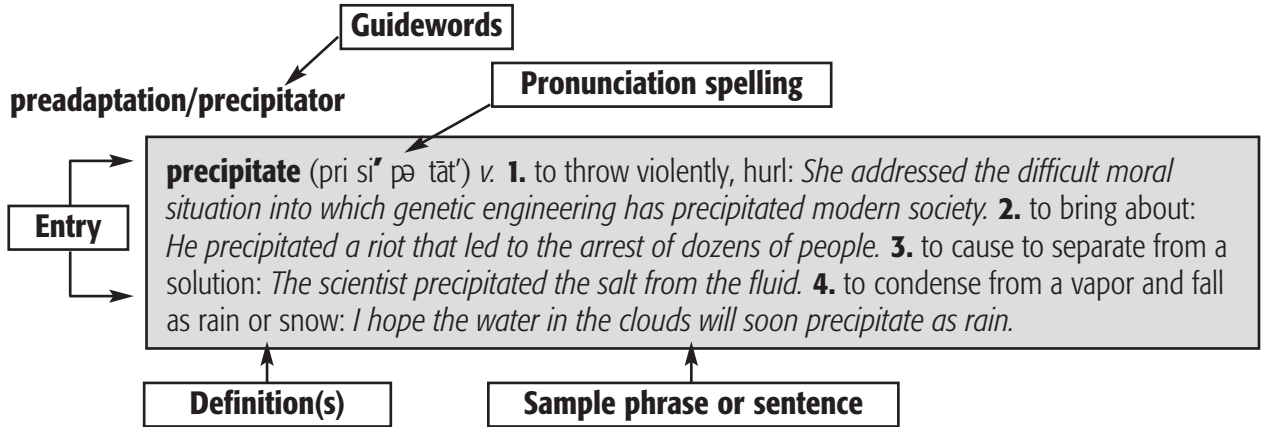 Guidewords
Pronunciation spelling
preadaptation/precipitator
precipitate (pri si′ pə tāt′) v. 1. to throw violently, hurl: She addressed the difficult moral
situation into which genetic engineering has precipitated modern society. 2. to bring about:
Entry
He precipitated a riot that led to the arrest of dozens of people. 3. to cause to separate from a
solution: The scientist precipitated the salt from the fluid. 4. to condense from a vapor and fall
as rain or snow: I hope the water in the clouds will soon precipitate as rain.
Definition(s)
Sample phrase or sentence